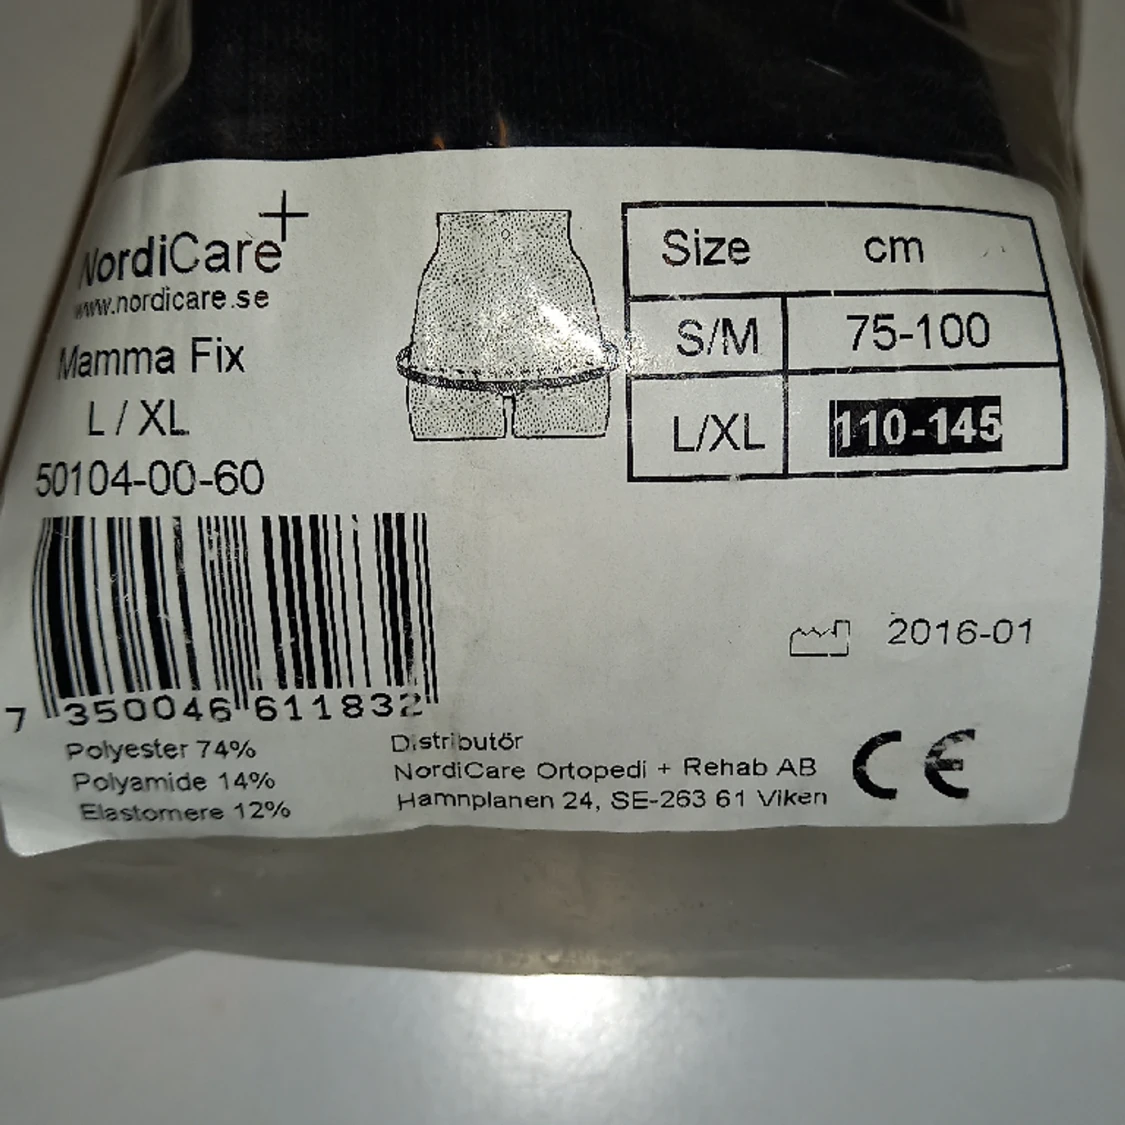 NordiCare+
www.nordicare.se
Mamma Fix
L / XL
50104-00-60
Size cm
S/M 75-100
L/XL 110-145
2016-01
7 350046 611832
Polyester 74%
Polyamide 14%
Elastomere 12%
Distributör
NordiCare Ortopedi + Rehab AB
Hamnplanen 24, SE-263 61 Viken
CE